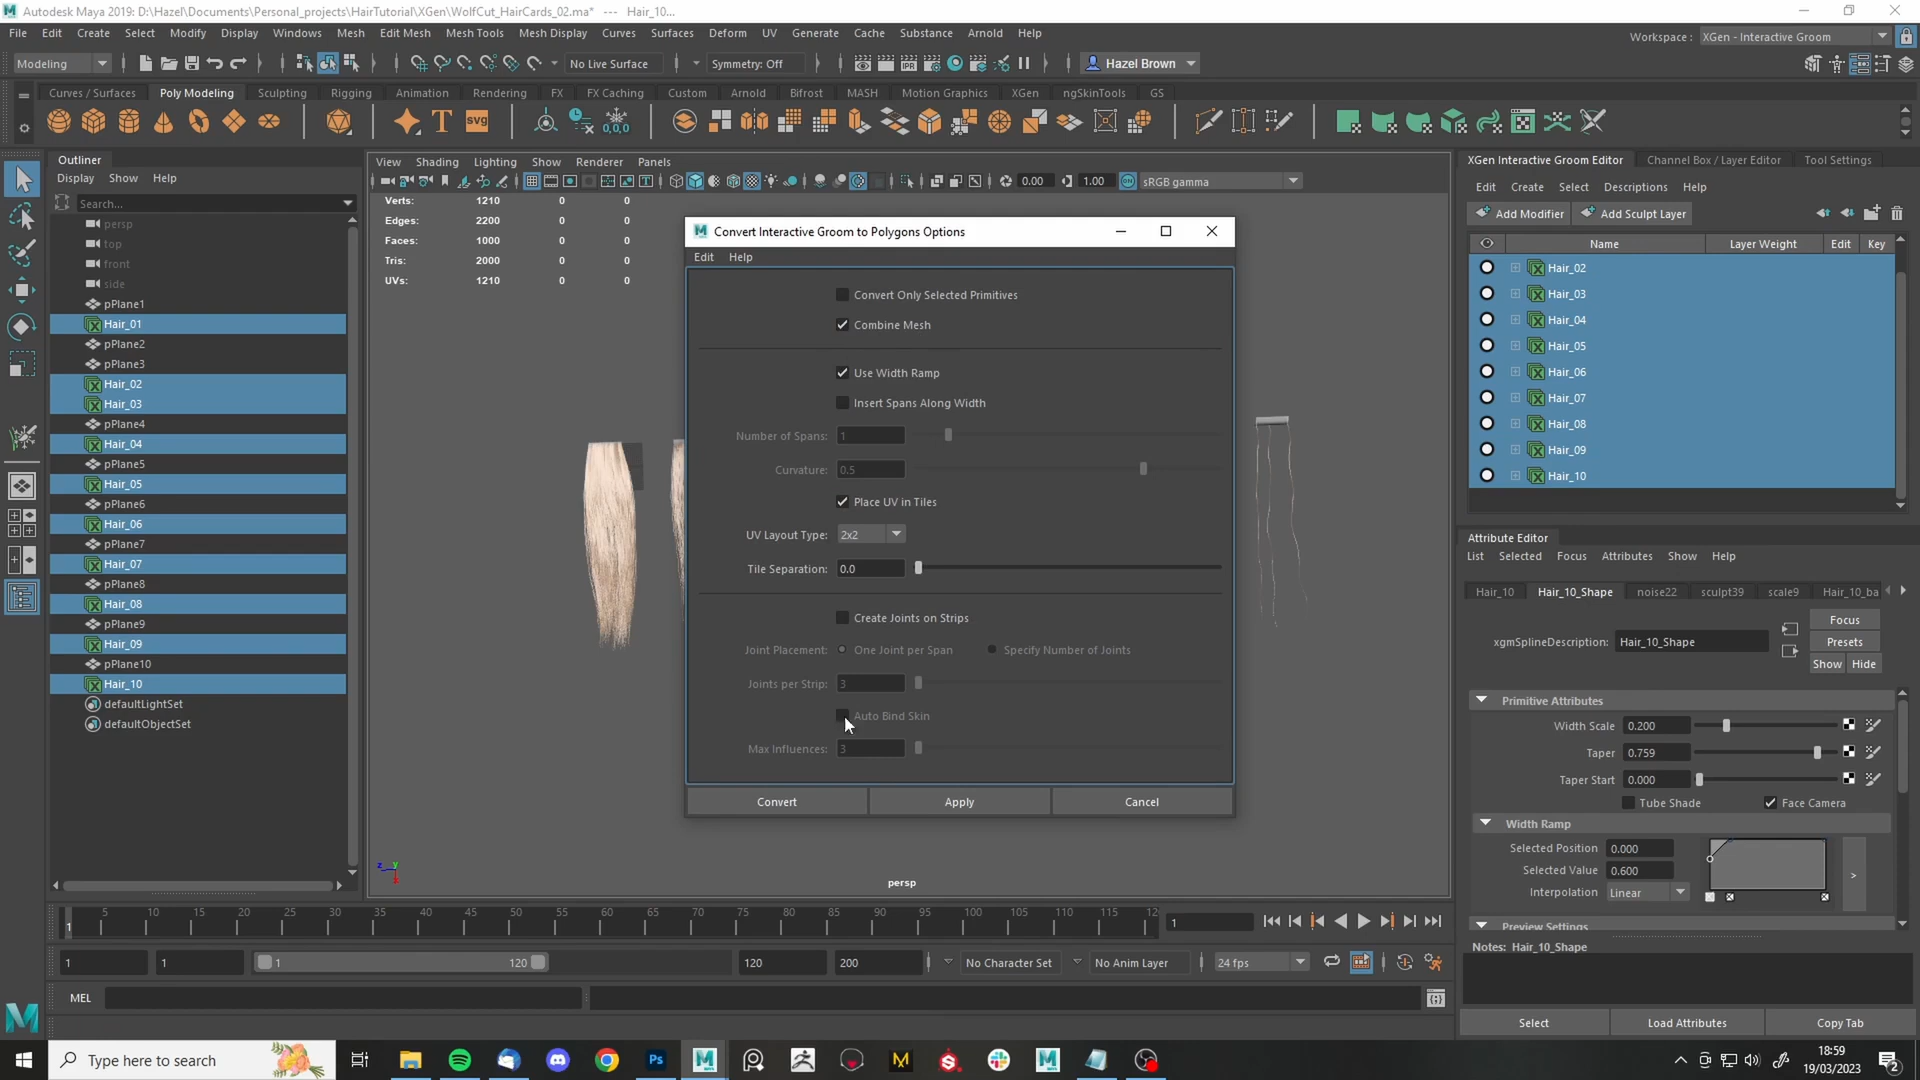 Autodesk Maya 2019: D:\Hazel\Documents\Personal_projects\HairTutorial\XGen\WolfCut_HairCards_02.ma* --- Hair_10...
File Edit Create Select Modify Display Windows Mesh Edit Mesh Mesh Tools Mesh Display Curves Surfaces Deform UV Generate Cache Substance Arnold Help
Workspace: XGen - Interactive Groom
Modeling No Live Surface Symmetry: Off Hazel Brown
Curves / Surfaces Poly Modeling Sculpting Rigging Animation Rendering FX FX Caching Custom Arnold Bifrost MASH Motion Graphics XGen ngSkinTools GS
T SVG 0,0,0
Outliner
Display Show Help
Search...
persp
top
front
side
pPlane1
Hair_01
pPlane2
pPlane3
Hair_02
Hair_03
pPlane4
Hair_04
pPlane5
Hair_05
pPlane6
Hair_06
pPlane7
Hair_07
pPlane8
Hair_08
pPlane9
Hair_09
pPlane10
Hair_10
defaultLightSet
defaultObjectSet
View Shading Lighting Show Renderer Panels
0.00 1.00 sRGB gamma
Verts: 1210 0 0
Edges: 2200 0 0
Faces: 1000 0 0
Tris: 2000 0 0
UVs: 1210 0 0
Convert Interactive Groom to Polygons Options
Edit Help
Convert Only Selected Primitives
Combine Mesh
Use Width Ramp
Insert Spans Along Width
Number of Spans: 1
Curvature: 0.5
Place UV in Tiles
UV Layout Type: 2x2
Tile Separation: 0.0
Create Joints on Strips
Joint Placement: One Joint per Span Specify Number of Joints
Joints per Strip: 3
Auto Bind Skin
Max Influences: 3
Convert Apply Cancel
persp
z y x
XGen Interactive Groom Editor Channel Box / Layer Editor Tool Settings
Edit Create Select Descriptions Help
Add Modifier Add Sculpt Layer
Name Layer Weight Edit Key
Hair_02
Hair_03
Hair_04
Hair_05
Hair_06
Hair_07
Hair_08
Hair_09
Hair_10
Attribute Editor
List Selected Focus Attributes Show Help
Hair_10 Hair_10_Shape noise22 sculpt39 scale9 Hair_10_ba
Focus
xgmSplineDescription: Hair_10_Shape Presets
Show Hide
Primitive Attributes
Width Scale 0.200
Taper 0.759
Taper Start 0.000
Tube Shade Face Camera
Width Ramp
Selected Position 0.000
Selected Value 0.600
Interpolation Linear
>
Preview Settings
Notes: Hair_10_Shape
Select Load Attributes Copy Tab
1 5 10 15 20 25 30 35 40 45 50 55 60 65 70 75 80 85 90 95 100 105 110 115 12 1
1 1 1 120 120 200 No Character Set No Anim Layer 24 fps
MEL
Type here to search
18:59
19/03/2023
2